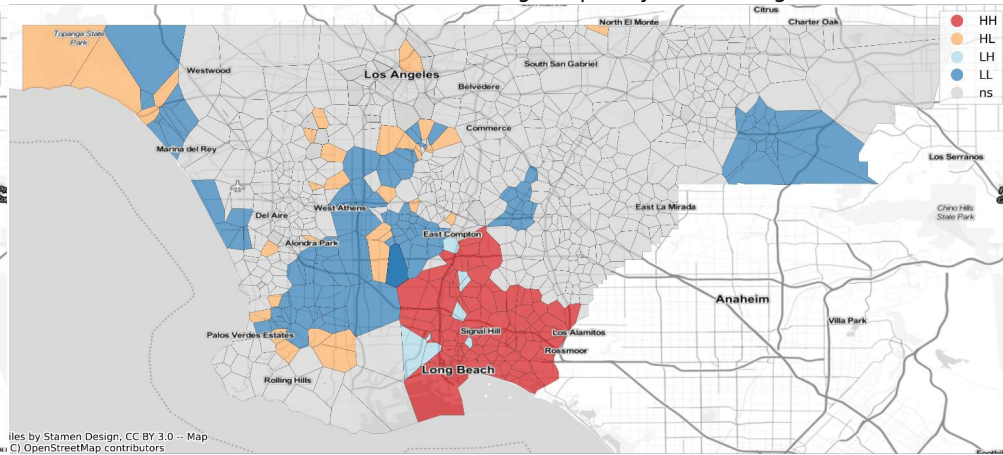 Citrus
North El Monte
Charter Oak
Topanga State
Park
Westwood
Los Angeles
South San Gabriel
Belvedere
Commerce
Marina del Rey
Los Serranos
Del Aire
West Athens
East La Mirada
Chino Hills
State Park
Alondra Park
East Compton
Anaheim
Villa Park
Palos Verdes Estates
Signal Hill
Los Alamitos
Rossmoor
Long Beach
Rolling Hills
HH
HL
LH
LL
ns
iles by Stamen Design, CC BY 3.0 -- Map
C) OpenStreetMap contributors